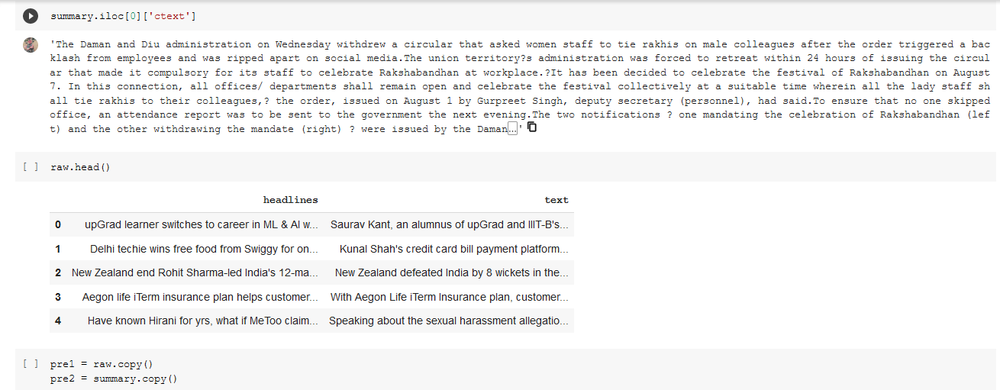 summary.iloc[0]['ctext']
'The Daman and Diu administration on Wednesday withdrew a circular that asked women staff to tie rakhis on male colleagues after the order triggered a bac
klash from employees and was ripped apart on social media.The union territory?s administration was forced to retreat within 24 hours of issuing the circul
ar that made it compulsory for its staff to celebrate Rakshabandhan at workplace.?It has been decided to celebrate the festival of Rakshabandhan on August
7. In this connection, all offices/ departments shall remain open and celebrate the festival collectively at a suitable time wherein all the lady staff sh
all tie rakhis to their colleagues,? the order, issued on August 1 by Gurpreet Singh, deputy secretary (personnel), had said.To ensure that no one skipped
office, an attendance report was to be sent to the government the next evening.The two notifications ? one mandating the celebration of Rakshabandhan (lef
t) and the other withdrawing the mandate (right) ? were issued by the Daman...'
[ ] raw.head()
headlines text
0 upGrad learner switches to career in ML & Al w... Saurav Kant, an alumnus of upGrad and IIIT-B's...
1 Delhi techie wins free food from Swiggy for on... Kunal Shah's credit card bill payment platform...
2 New Zealand end Rohit Sharma-led India's 12-ma... New Zealand defeated India by 8 wickets in the...
3 Aegon life iTerm insurance plan helps customer... With Aegon Life iTerm Insurance plan, customer...
4 Have known Hirani for yrs, what if MeToo claim... Speaking about the sexual harassment allegatio...
[ ] pre1 = raw.copy()
pre2 = summary.copy()